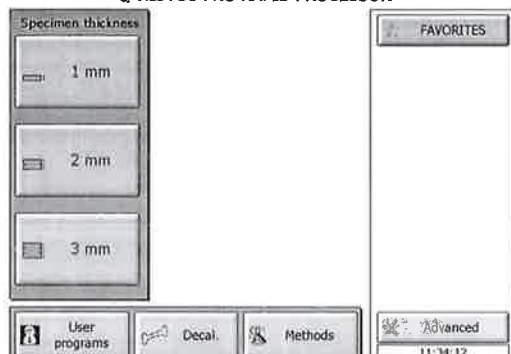 Specimen thickness
FAVORITES
1 mm
2 mm
3 mm
User
programs
Decal.
Methods
Advanced